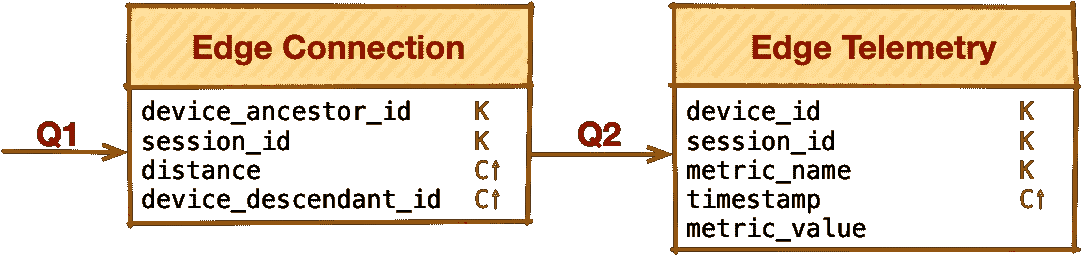 Edge Connection
device_ancestor_id K
session_id K
distance C↑
device_descendant_id C↑
Q1
Q2
Edge Telemetry
device_id K
session_id K
metric_name K
timestamp C↑
metric_value